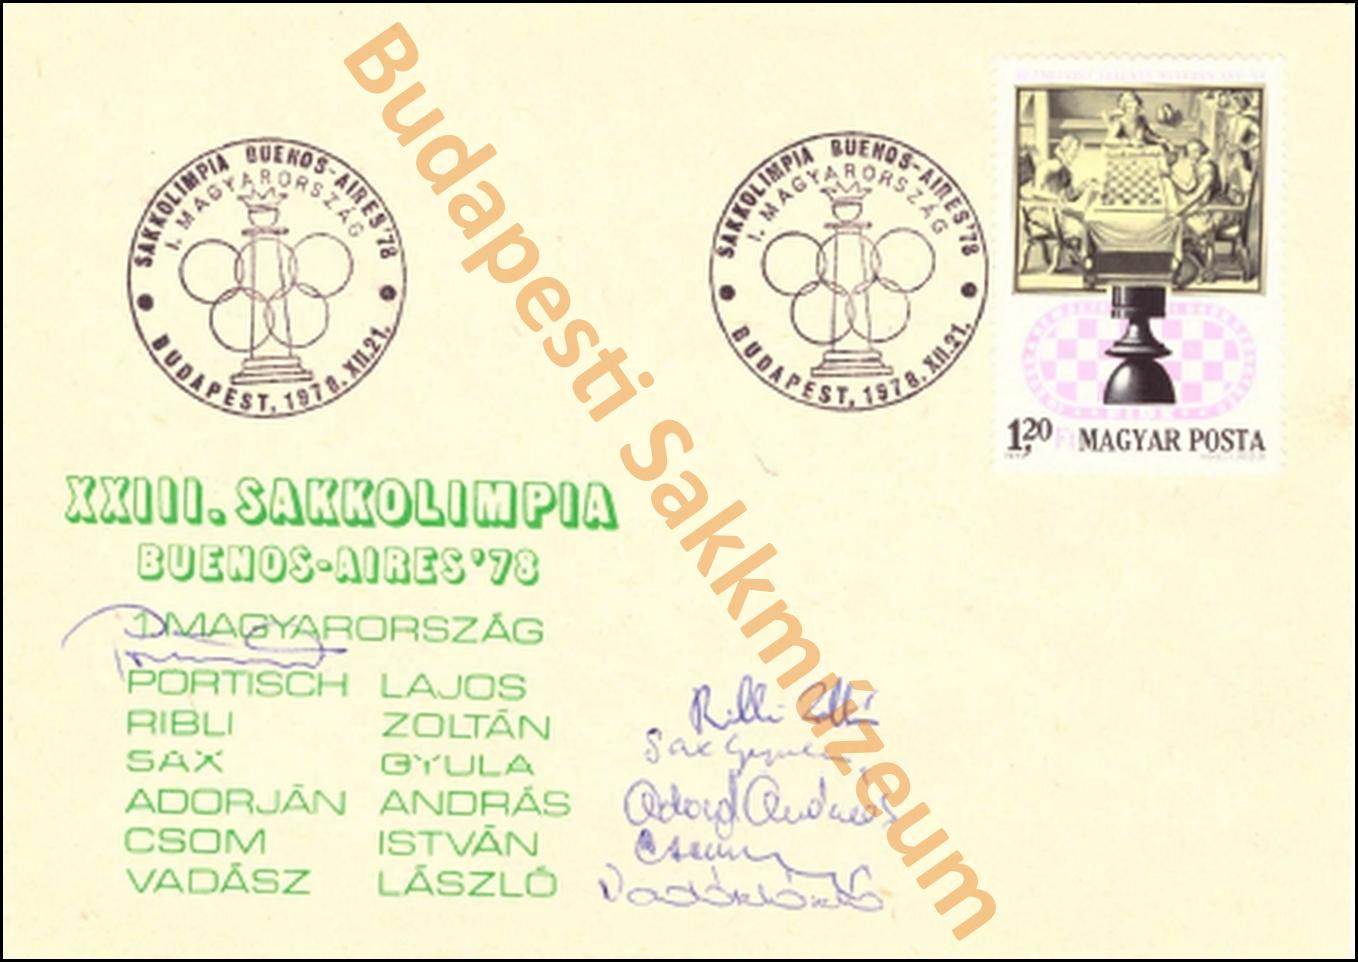 SAKKOLIMPIA BUENOS-AIRES'78
I. MAGYARORSZÁG
BUDAPEST, 1978.XII.21.
SAKKOLIMPIA BUENOS-AIRES'78
I. MAGYARORSZÁG
BUDAPEST, 1978.XII.21.
1,20 Ft MAGYAR POSTA
XXIII. SAKKOLIMPIA
BUENOS-AIRES'78
1. MAGYARORSZÁG
PORTISCH LAJOS
RIBLI ZOLTÁN
SAX GYULA
ADORJÁN ANDRÁS
CSOM ISTVÁN
VADÁSZ LÁSZLÓ
Budapesti Sakkmúzeum